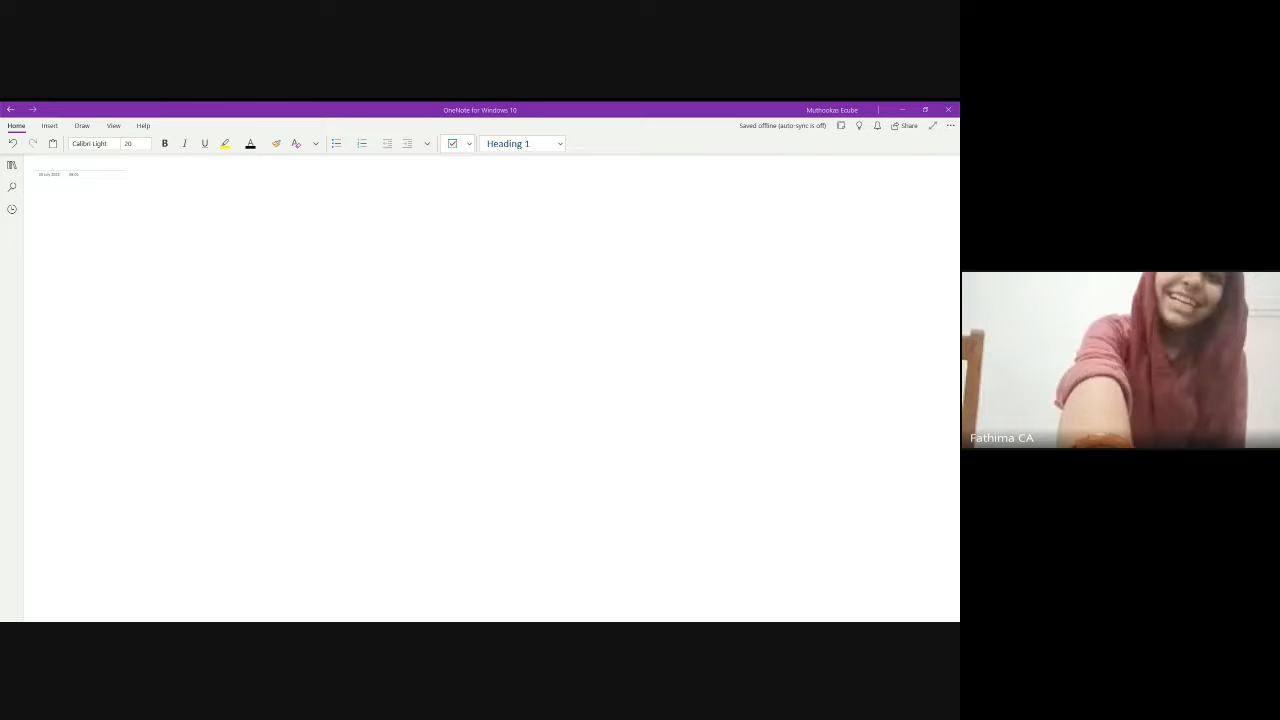 OneNote for Windows 10
Muthookas Ecube
Home Insert Draw View Help
Saved offline (auto-sync is off)
Share
Calibri Light 20 B I U A Heading 1
Fathima CA